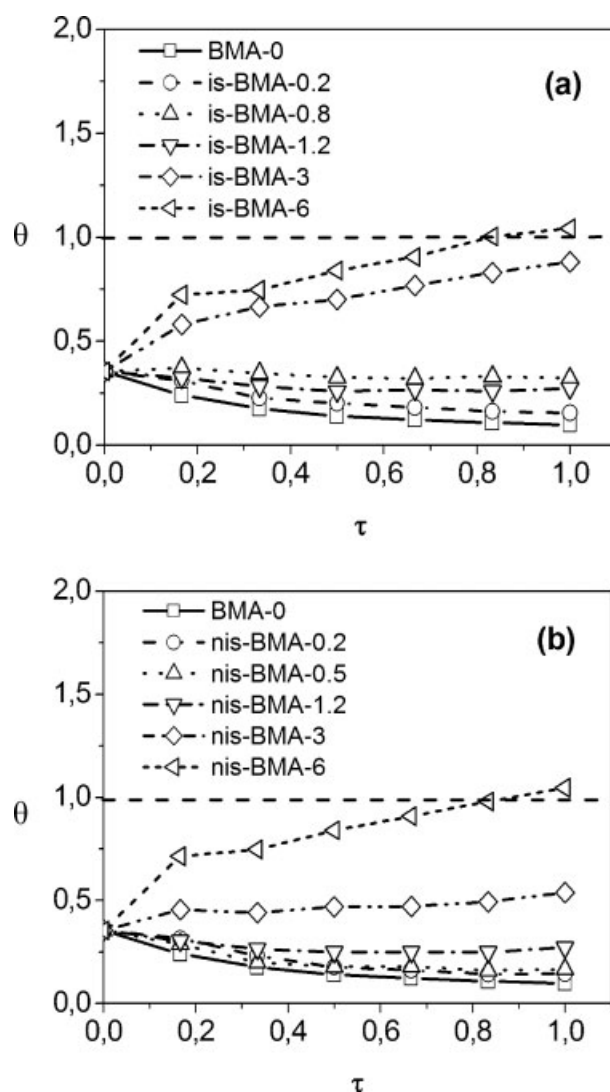 2,0
BMA-0
is-BMA-0.2
(a)
is-BMA-0.8
1,5
is-BMA-1.2
is-BMA-3
is-BMA-6
θ
1,0
0,5
0,0
0,0 0,2 0,4 0,6 0,8 1,0
τ
2,0
BMA-0
nis-BMA-0.2
(b)
nis-BMA-0.5
1,5
nis-BMA-1.2
nis-BMA-3
nis-BMA-6
θ
1,0
0,5
0,0
0,0 0,2 0,4 0,6 0,8 1,0
τ